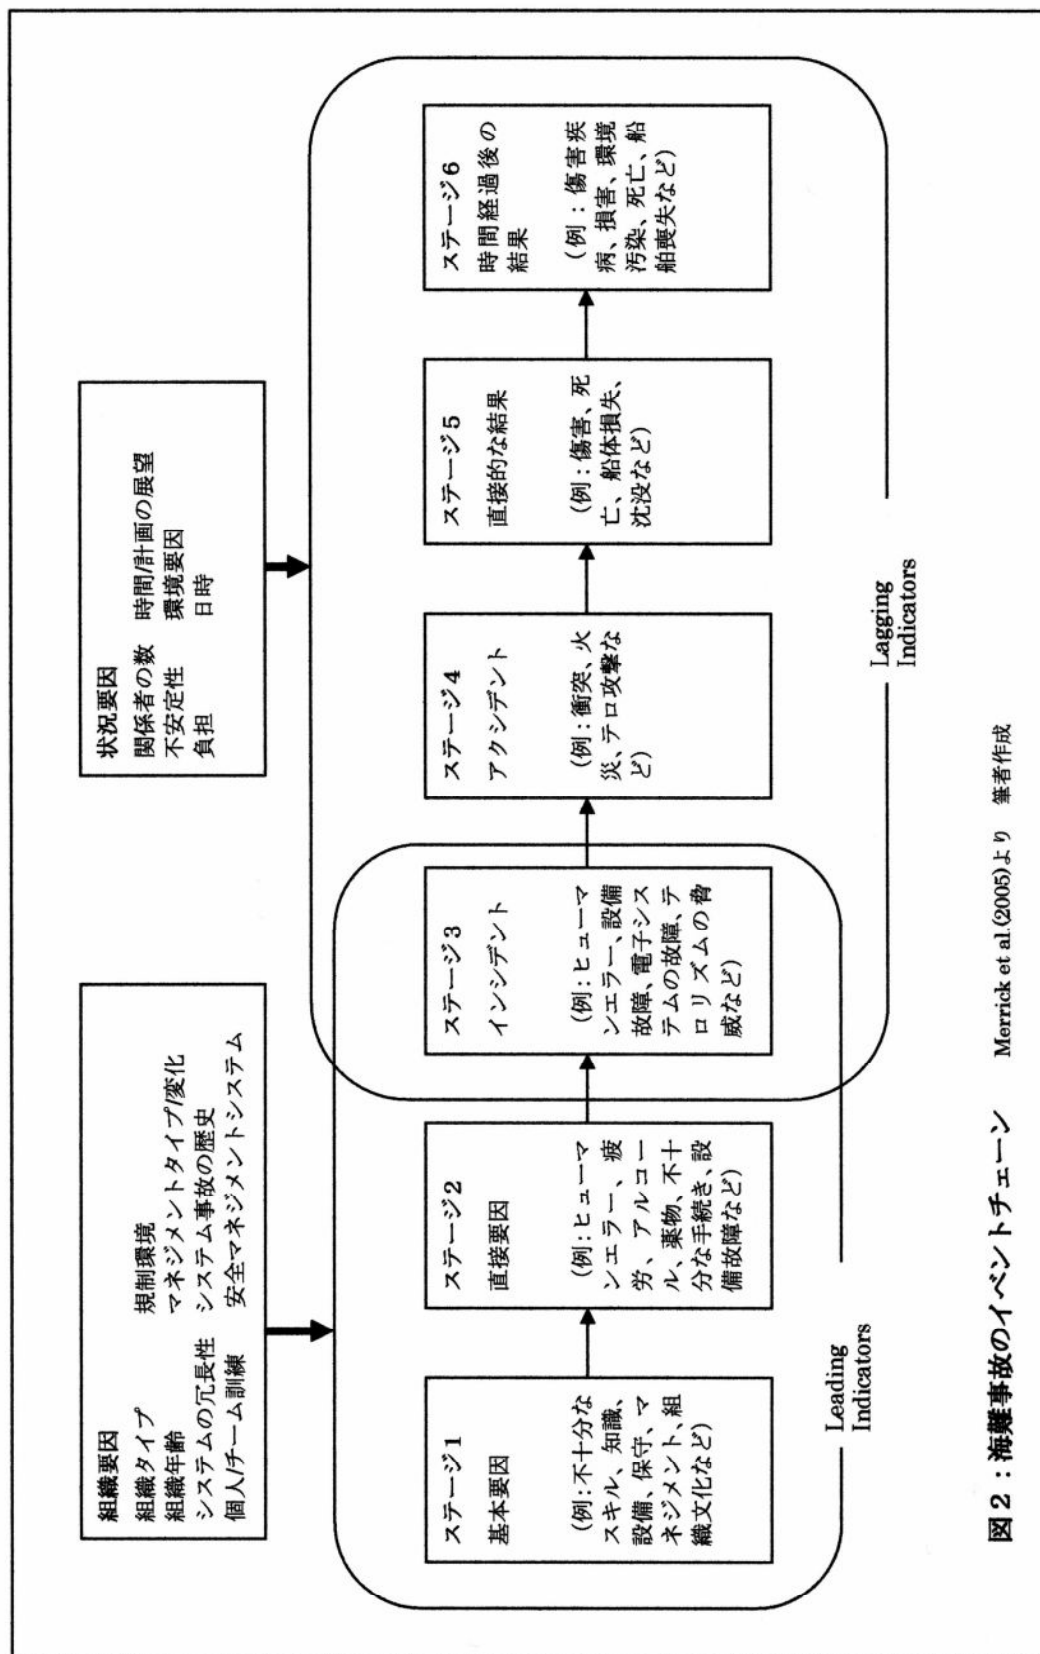 組織要因
組織タイプ 規制環境
組織年齢 マネジメントタイプ/変化
システムの冗長性 システム事故の歴史
個人/チーム訓練 安全マネジメントシステム
状況要因
関係者の数 時間/計画の展望
不安定性 環境要因
負担 日時
ステージ1
基本要因
(例:不十分な
スキル、知識、
設備、保守、マ
ネジメント、組
織文化など)
ステージ2
直接要因
(例:ヒューマ
ンエラー、疲
労、アルコー
ル、薬物、不十
分な手続き、設
備故障など)
ステージ3
インシデント
(例:ヒューマ
ンエラー、設備
故障、電子シス
テムの故障、テ
ロリズムの脅
威など)
ステージ4
アクシデント
(例:衝突、火
災、テロ攻撃な
ど)
ステージ5
直接的な結果
(例:傷害、死
亡、船体損失、
沈没など)
ステージ6
時間経過後の
結果
(例:傷害疾
病、損害、環境
汚染、死亡、船
舶喪失など)
Leading
Indicators
Lagging
Indicators
図2:海難事故のイベントチェーン Merrick et al.(2005)より 筆者作成